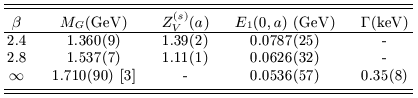 β M_G(GeV) Z_V^(s)(a) E_1(0, a) (GeV) Γ(keV)
2.4 1.360(9) 1.39(2) 0.0787(25) -
2.8 1.537(7) 1.11(1) 0.0626(32) -
∞ 1.710(90) [3] - 0.0536(57) 0.35(8)